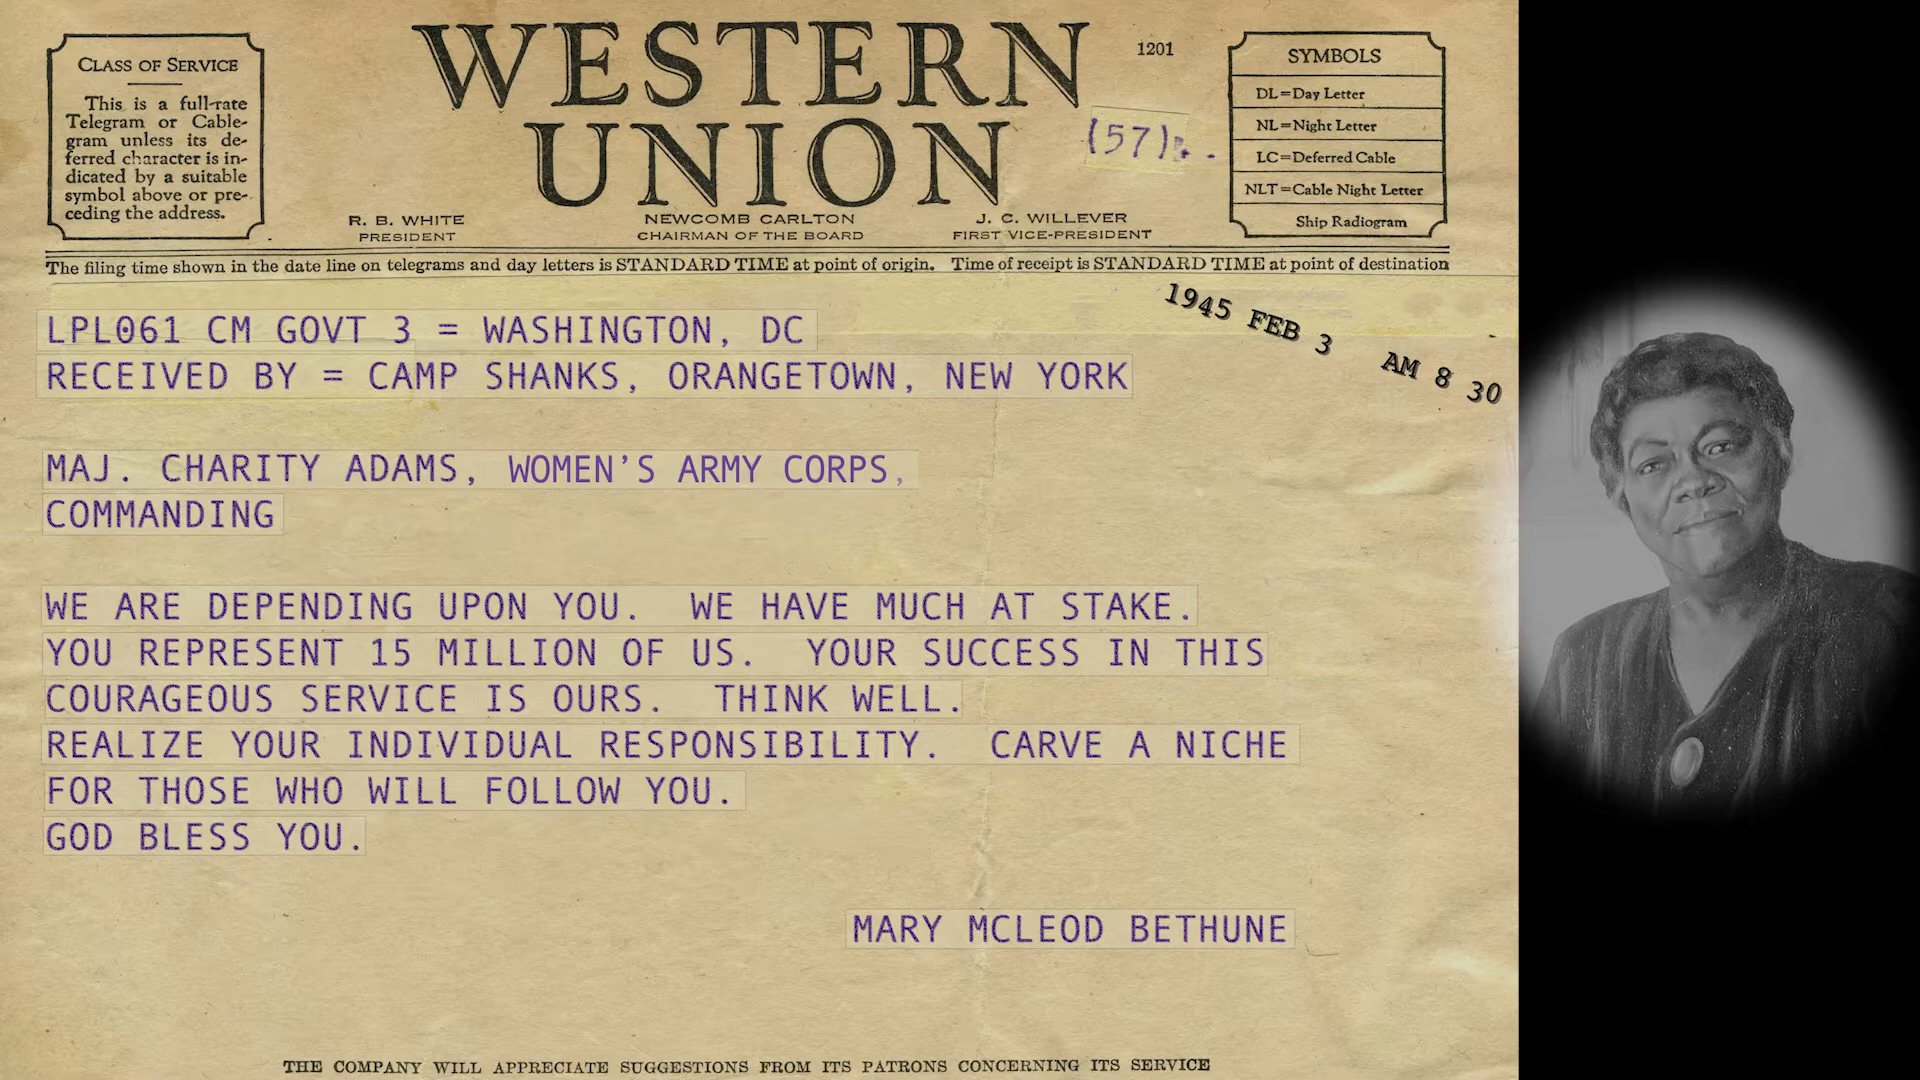 CLASS OF SERVICE
This is a full-rate
Telegram or Cable-
gram unless its de-
ferred character is in-
dicated by a suitable
symbol above or pre-
ceding the address.
WESTERN
UNION
1201
(57)
R. B. WHITE
PRESIDENT
NEWCOMB CARLTON
CHAIRMAN OF THE BOARD
J. C. WILLEVER
FIRST VICE-PRESIDENT
SYMBOLS
DL=Day Letter
NL=Night Letter
LC=Deferred Cable
NLT=Cable Night Letter
Ship Radiogram
The filing time shown in the date line on telegrams and day letters is STANDARD TIME at point of origin. Time of receipt is STANDARD TIME at point of destination
1945 FEB 3 AM 8 30
LPL061 CM GOVT 3 = WASHINGTON, DC
RECEIVED BY = CAMP SHANKS, ORANGETOWN, NEW YORK
MAJ. CHARITY ADAMS, WOMEN'S ARMY CORPS,
COMMANDING
WE ARE DEPENDING UPON YOU. WE HAVE MUCH AT STAKE.
YOU REPRESENT 15 MILLION OF US. YOUR SUCCESS IN THIS
COURAGEOUS SERVICE IS OURS. THINK WELL.
REALIZE YOUR INDIVIDUAL RESPONSIBILITY. CARVE A NICHE
FOR THOSE WHO WILL FOLLOW YOU.
GOD BLESS YOU.
MARY MCLEOD BETHUNE
THE COMPANY WILL APPRECIATE SUGGESTIONS FROM ITS PATRONS CONCERNING ITS SERVICE